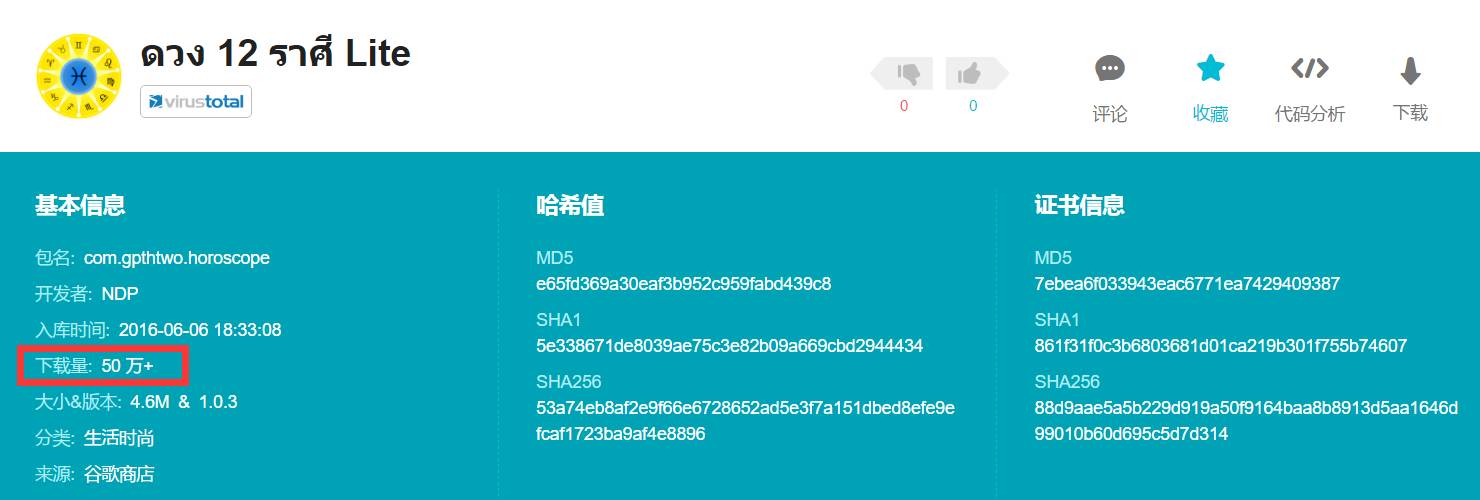 ดวง 12 ราศี Lite
virustotal
0
0
评论
收藏
代码分析
下载
基本信息
包名: com.gpthtwo.horoscope
开发者: NDP
入库时间: 2016-06-06 18:33:08
下载量: 50 万+
大小&版本: 4.6M & 1.0.3
分类: 生活时尚
来源: 谷歌商店
哈希值
MD5
e65fd369a30eaf3b952c959fabd439c8
SHA1
5e338671de8039ae75c3e82b09a669cbd2944434
SHA256
53a74eb8af2e9f66e6728652ad5e3f7a151dbed8efe9e
fcaf1723ba9af4e8896
证书信息
MD5
7ebea6f033943eac6771ea7429409387
SHA1
861f31f0c3b6803681d01ca219b301f755b74607
SHA256
88d9aae5a5b229d919a50f9164baa8b8913d5aa1646d
99010b60d695c5d7d314